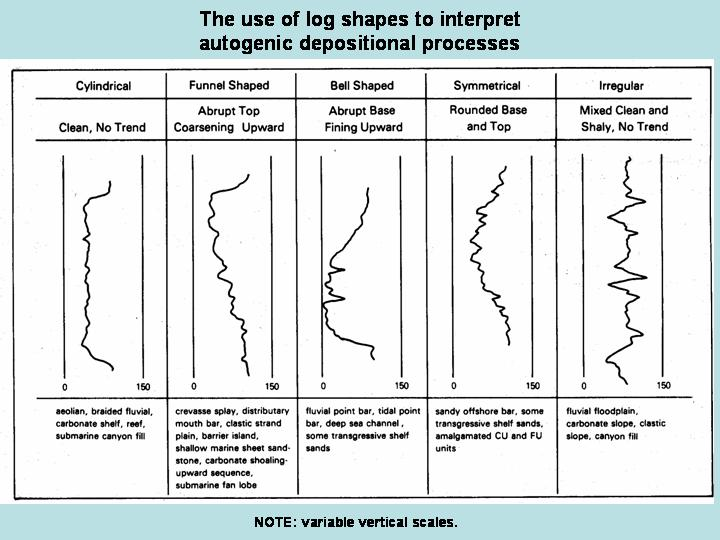 The use of log shapes to interpret
autogenic depositional processes
Cylindrical
Clean, No Trend
Funnel Shaped
Abrupt Top
Coarsening Upward
Bell Shaped
Abrupt Base
Fining Upward
Symmetrical
Rounded Base
and Top
Irregular
Mixed Clean and
Shaly, No Trend
0 150
0 150
0 150
0 150
0 150
aeolian, braided fluvial,
carbonate shelf, reef,
submarine canyon fill
crevasse splay, distributary
mouth bar, clastic strand
plain, barrier island,
shallow marine sheet sand-
stone, carbonate shoaling-
upward sequence,
submarine fan lobe
fluvial point bar, tidal point
bar, deep sea channel,
some transgressive shelf
sands
sandy offshore bar, some
transgressive shelf sands,
amalgamated CU and FU
units
fluvial floodplain,
carbonate slope, clastic
slope, canyon fill
NOTE: variable vertical scales.